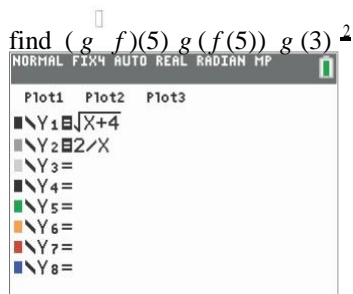 find ( g f )(5) g ( f (5)) g (3) 2
NORMAL FIX4 AUTO REAL RADIAN MP
Plot1 Plot2 Plot3
\Y1=√X+4
\Y2=2/X
\Y3=
\Y4=
\Y5=
\Y6=
\Y7=
\Y8=